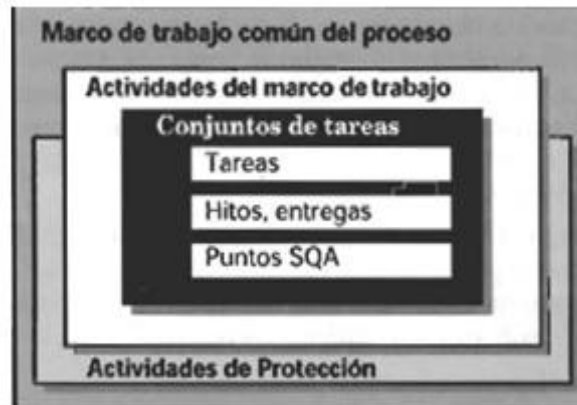 Marco de trabajo común del proceso
Actividades del marco de trabajo
Conjuntos de tareas
Tareas
Hitos, entregas
Puntos SQA
Actividades de Protección